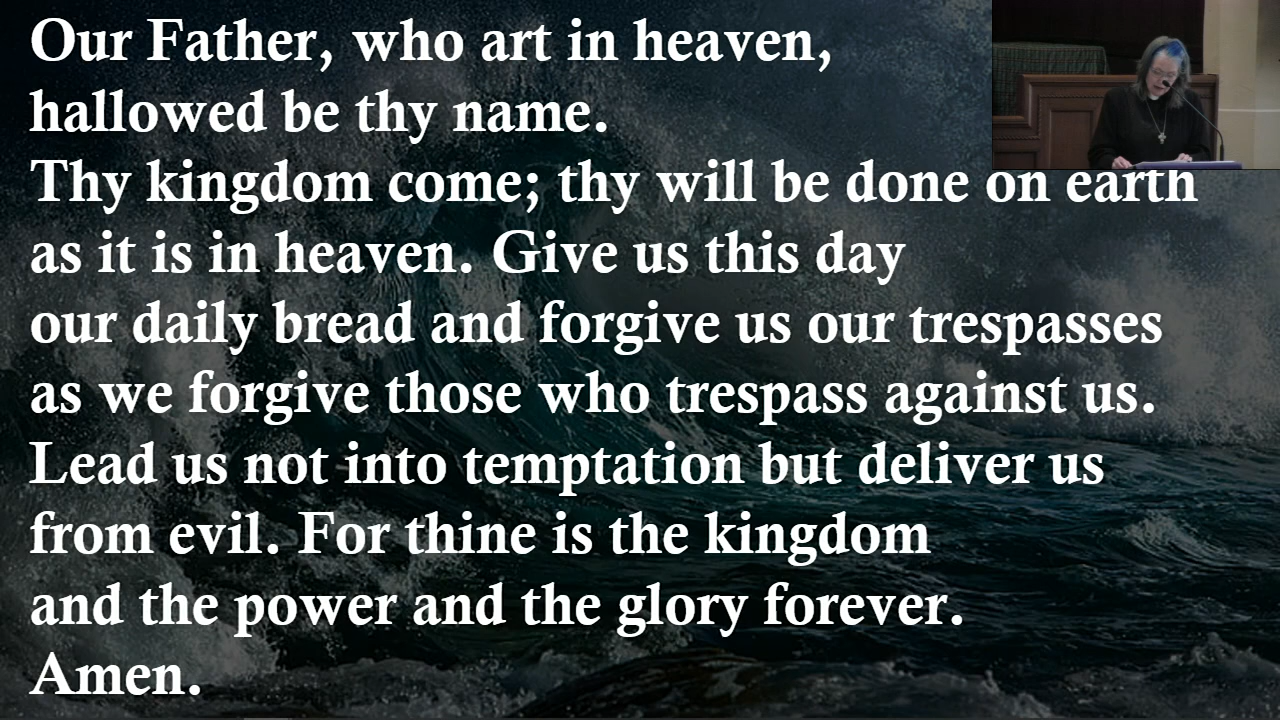 Our Father, who art in heaven,
hallowed be thy name.
Thy kingdom come; thy will be done on earth
as it is in heaven. Give us this day
our daily bread and forgive us our trespasses
as we forgive those who trespass against us.
Lead us not into temptation but deliver us
from evil. For thine is the kingdom
and the power and the glory forever.
Amen.